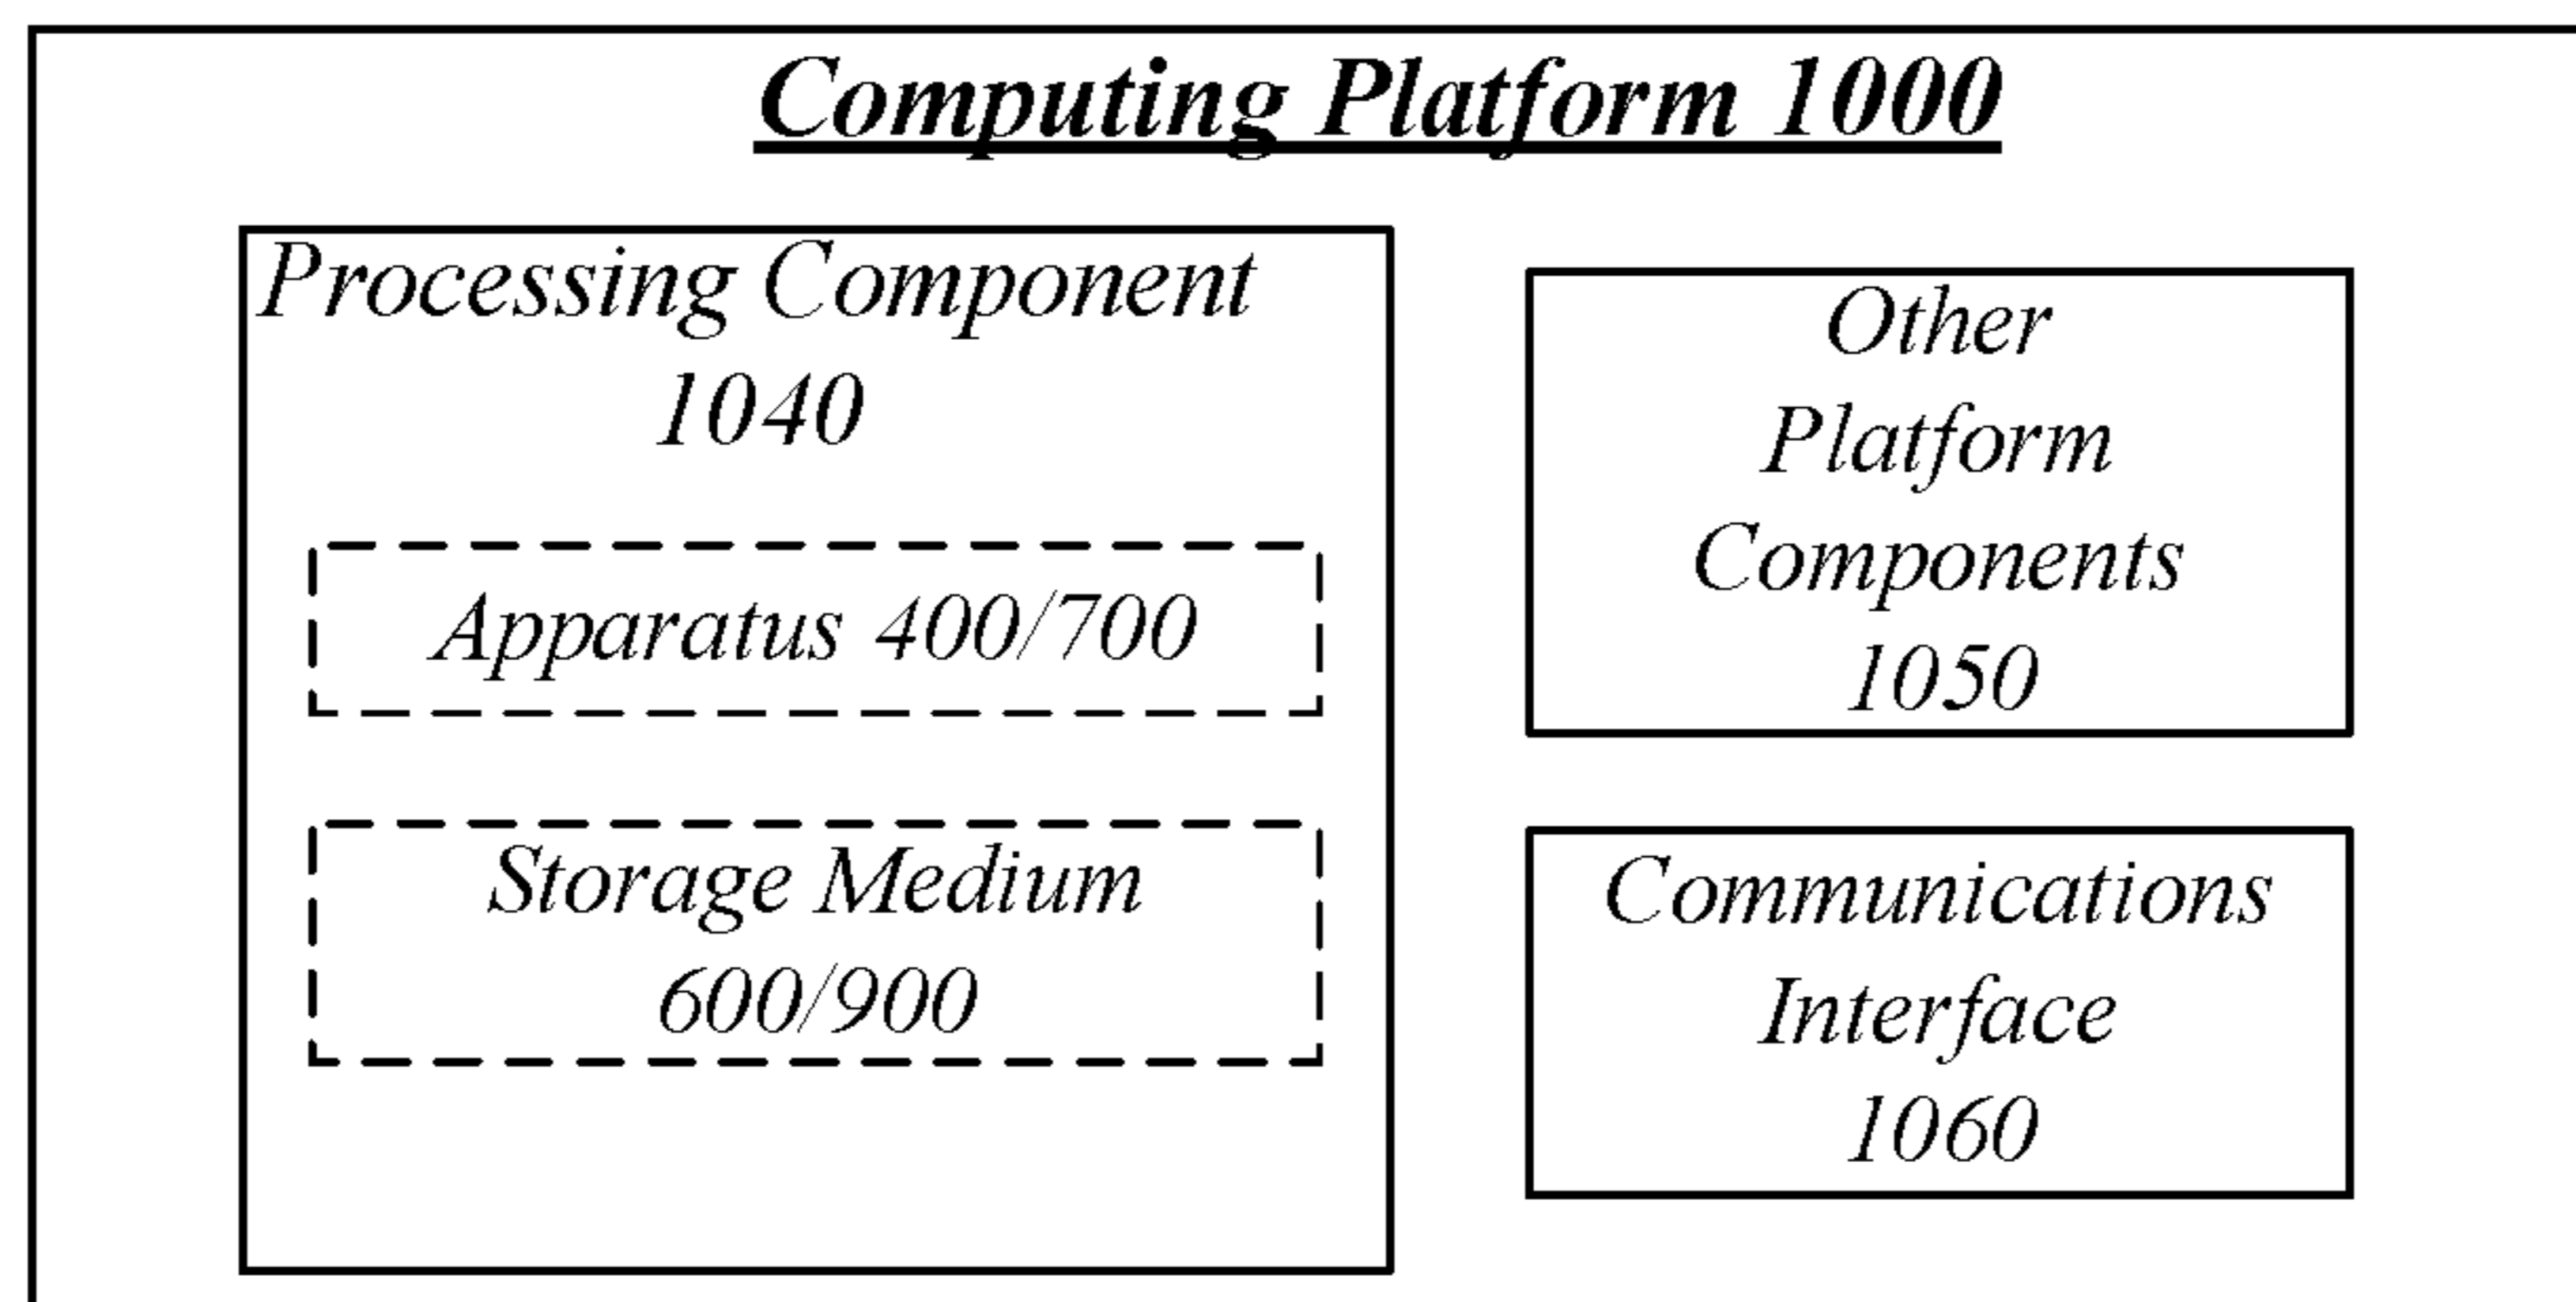 Computing Platform 1000
Processing Component
1040
Apparatus 400/700
Storage Medium
600/900
Other
Platform
Components
1050
Communications
Interface
1060